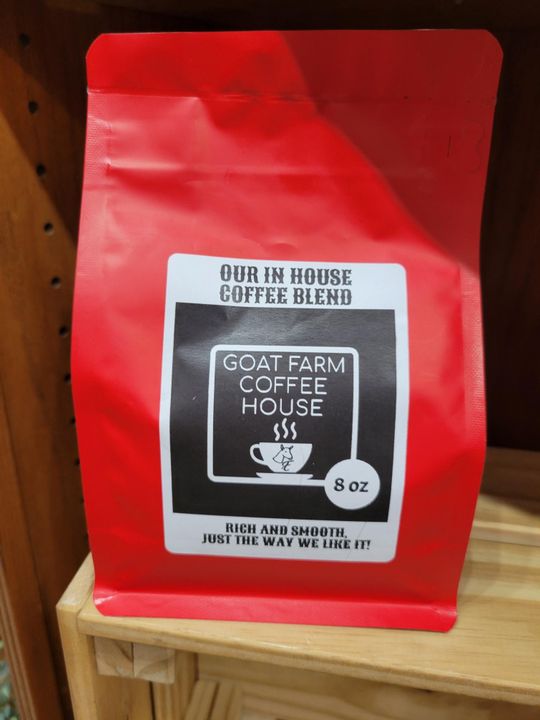 OUR IN HOUSE
COFFEE BLEND
GOAT FARM
COFFEE
HOUSE
8 oz
RICH AND SMOOTH,
JUST THE WAY WE LIKE IT!